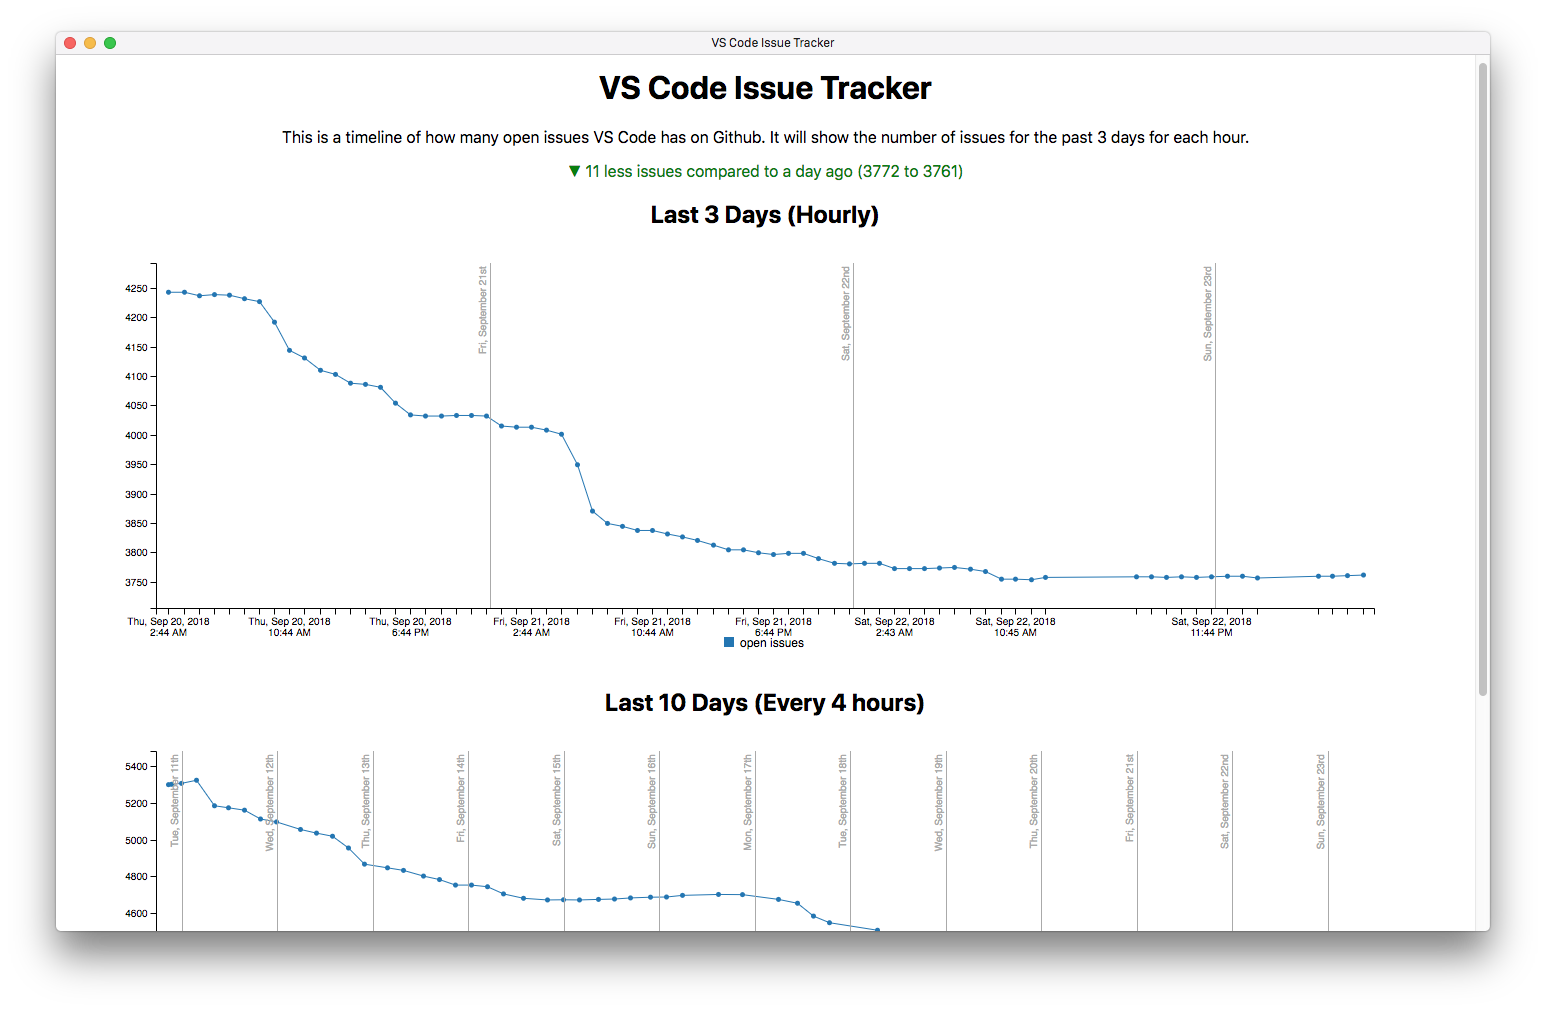 VS Code Issue Tracker
VS Code Issue Tracker
This is a timeline of how many open issues VS Code has on Github. It will show the number of issues for the past 3 days for each hour.
▼ 11 less issues compared to a day ago (3772 to 3761)
Last 3 Days (Hourly)
4250
4200
4150
4100
4050
4000
3950
3900
3850
3800
3750
Fri, September 21st
Sat, September 22nd
Sun, September 23rd
Thu, Sep 20, 2018
2:44 AM
Thu, Sep 20, 2018
10:44 AM
Thu, Sep 20, 2018
6:44 PM
Fri, Sep 21, 2018
2:44 AM
Fri, Sep 21, 2018
10:44 AM
Fri, Sep 21, 2018
6:44 PM
Sat, Sep 22, 2018
2:43 AM
Sat, Sep 22, 2018
10:45 AM
Sat, Sep 22, 2018
11:44 PM
open issues
Last 10 Days (Every 4 hours)
5400
5200
5000
4800
4600
Tue, September 11th
Wed, September 12th
Thu, September 13th
Fri, September 14th
Sat, September 15th
Sun, September 16th
Mon, September 17th
Tue, September 18th
Wed, September 19th
Thu, September 20th
Fri, September 21st
Sat, September 22nd
Sun, September 23rd